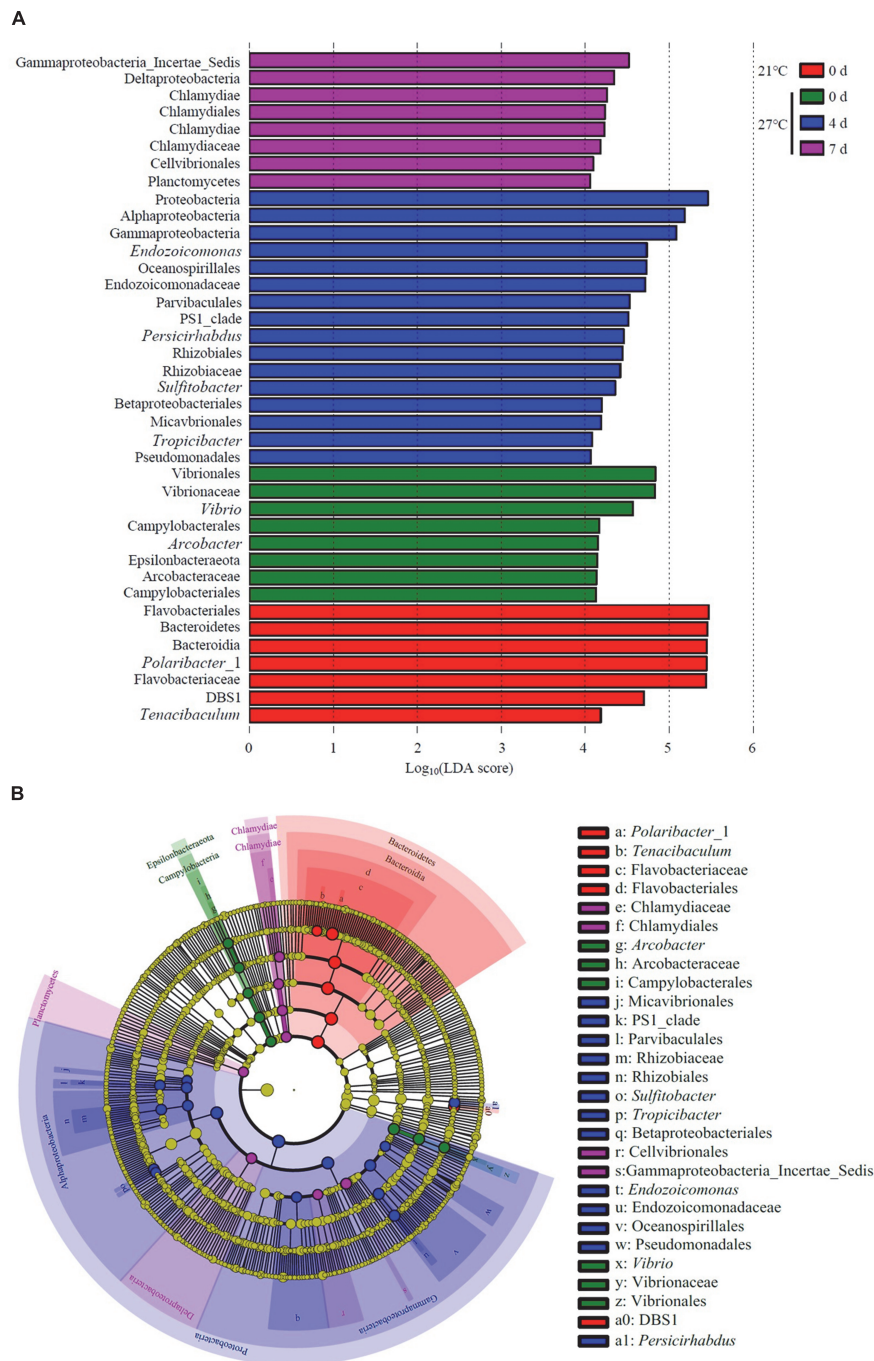 A
Gammaproteobacteria_Incertae_Sedis
Deltaproteobacteria
Chlamydiae
Chlamydiales
Chlamydiae
Chlamydiaceae
Cellvibrionales
Planctomycetes
Proteobacteria
Alphaproteobacteria
Gammaproteobacteria
Endozoicomonas
Oceanospirillales
Endozoicomonadaceae
Parvibaculales
PS1_clade
Persicirhabdus
Rhizobiales
Rhizobiaceae
Sulfitobacter
Betaproteobacteriales
Micavbrionales
Tropicibacter
Pseudomonadales
Vibrionales
Vibrionaceae
Vibrio
Campylobacterales
Arcobacter
Epsilonbacteraeota
Arcobacteraceae
Campylobacteriales
Flavobacteriales
Bacteroidetes
Bacteroidia
Polaribacter_1
Flavobacteriaceae
DBS1
Tenacibaculum
21°C 0 d
0 d
27°C 4 d
7 d
0 1 2 3 4 5 6
Log10(LDA score)
B
Epsilonbacteraeota
Campylobacteria
i
h
Chlamydiae
Chlamydiae
f
Bacteroidetes
Bacteroidia
d
c
b
a
Planctomycetes
j
l k
m
n
Alphaproteobacteria
Deltaproteobacteria
Proteobacteria
q
r
s
Gammaproteobacteria
u
v
w
z
a1
a: Polaribacter_1
b: Tenacibaculum
c: Flavobacteriaceae
d: Flavobacteriales
e: Chlamydiaceae
f: Chlamydiales
g: Arcobacter
h: Arcobacteraceae
i: Campylobacterales
j: Micavibrionales
k: PS1_clade
l: Parvibaculales
m: Rhizobiaceae
n: Rhizobiales
o: Sulfitobacter
p: Tropicibacter
q: Betaproteobacteriales
r: Cellvibrionales
s:Gammaproteobacteria_Incertae_Sedis
t: Endozoicomonas
u: Endozoicomonadaceae
v: Oceanospirillales
w: Pseudomonadales
x: Vibrio
y: Vibrionaceae
z: Vibrionales
a0: DBS1
a1: Persicirhabdus